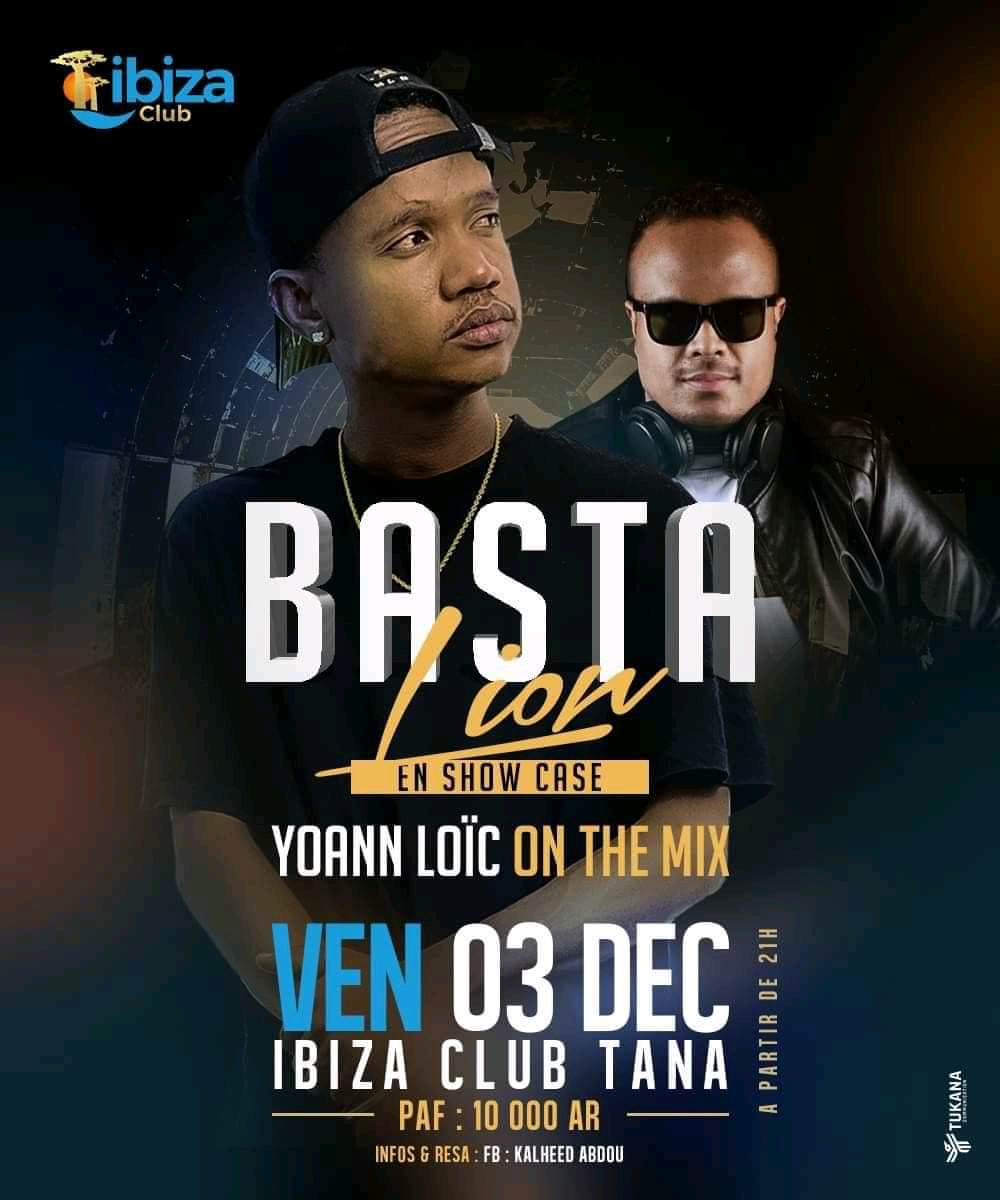 ibiza
Club
BASTA
Lion
EN SHOW CASE
YOANN LOÏC ON THE MIX
VEN 03 DEC
A PARTIR DE 21H
IBIZA CLUB TANA
PAF : 10 000 AR
INFOS & RESA : FB : KALHEED ABDOU
TUKANA